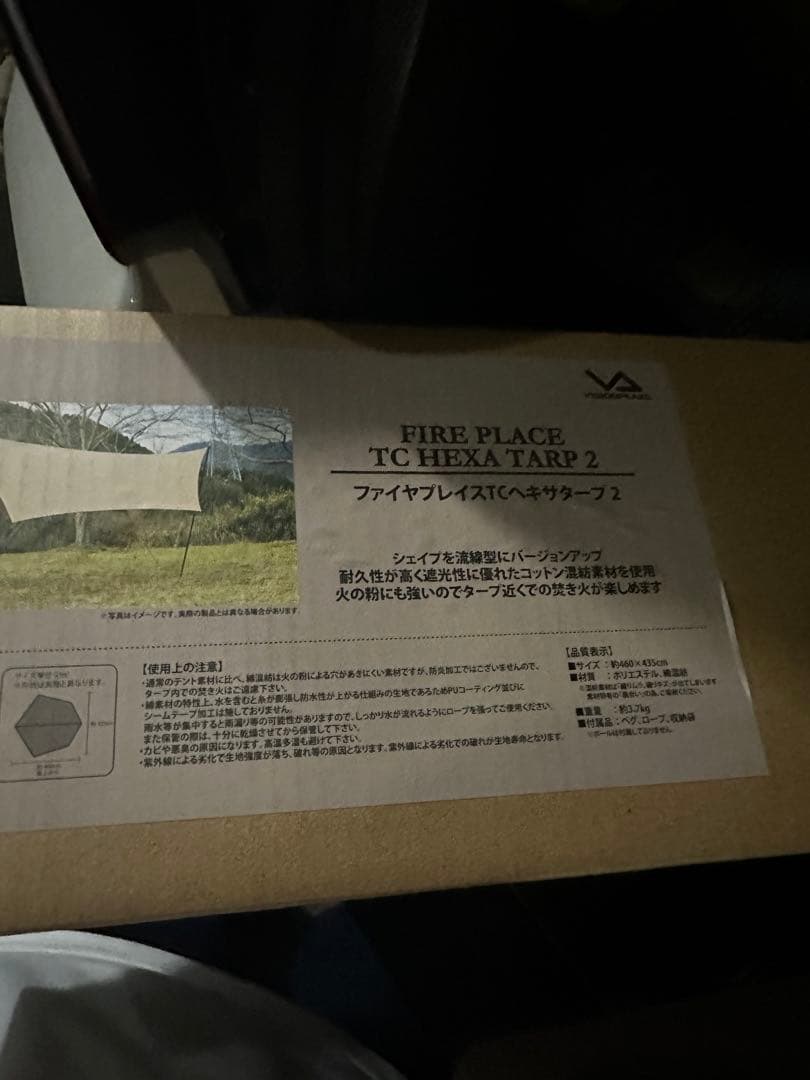 VISIONPEAKS
FIRE PLACE
TC HEXA TARP 2
ファイヤプレイスTCヘキサタープ2
シェイプを流線型にバージョンアップ
耐久性が高く遮光性に優れたコットン混紡素材を使用
火の粉にも強いのでタープ近くでの焚き火が楽しめます
※写真はイメージです。実際の製品とは異なる場合があります。
【使用上の注意】
・通常のテント素材に比べ、綿混紡は火の粉による穴があきにくい素材ですが、防炎加工ではございませんので、
タープ内での焚き火はご遠慮下さい。
・綿素材の特性上、水を含むと糸が膨張し防水性が上がる仕組みの生地であるためPUコーティング並びに
シームテープ加工は施しておりません。
雨水等が集中すると雨漏り等の可能性がありますので、しっかり水が流れるようにロープを張ってご使用ください。
また保管の際は、十分に乾燥させてから保管して下さい。
・カビや悪臭の原因になります。高温多湿も避けて下さい。
・紫外線による劣化で生地強度が落ち、破れ等の原因となります。紫外線による劣化での破れが生地寿命となります。
【品質表示】
■サイズ：約460×435cm
■材質：ポリエステル、綿混紡
■重量：約3.7kg
■付属品：ペグ、ロープ、収納袋
※ポールは付属しておりません。